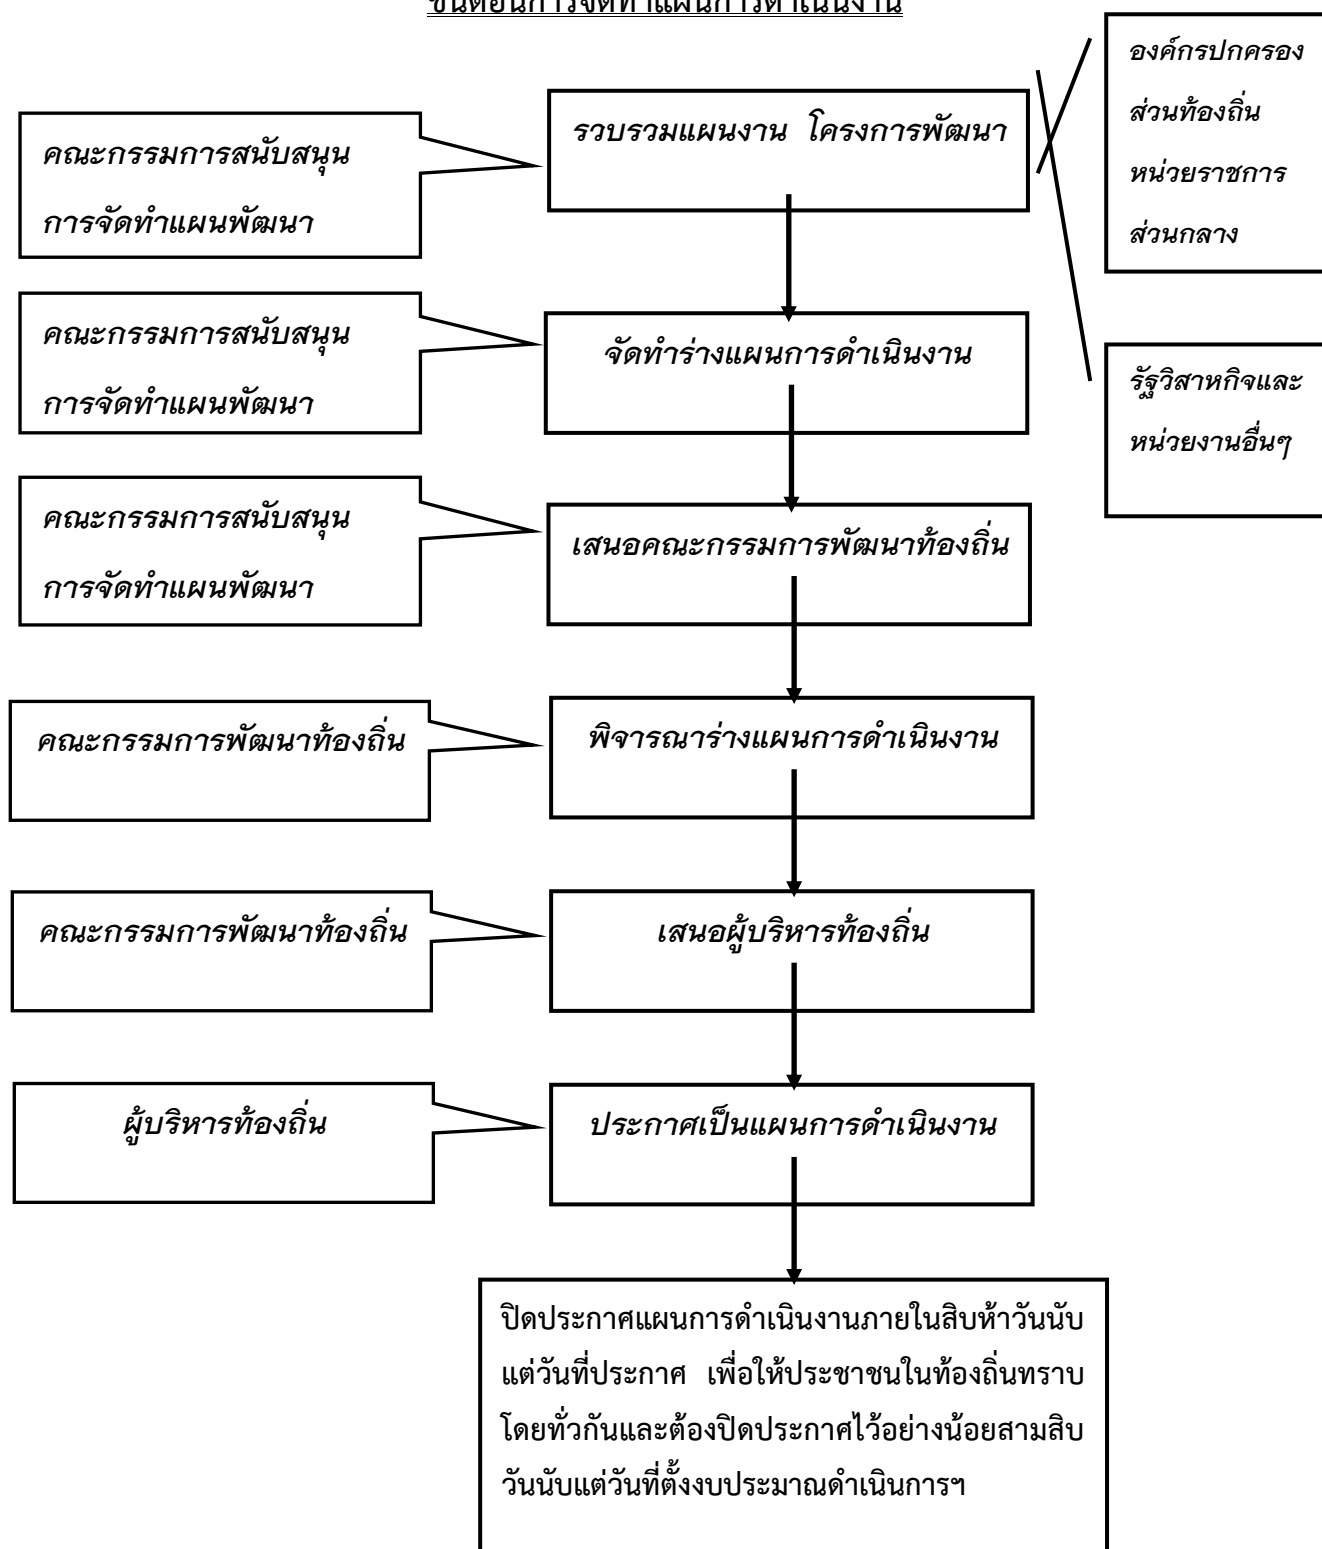 ขั้นตอนการจัดทำแผนการดำเนินงาน
องค์กรปกครอง
ส่วนท้องถิ่น
หน่วยราชการ
ส่วนกลาง
รวบรวมแผนงาน โครงการพัฒนา
คณะกรรมการสนับสนุน
การจัดทำแผนพัฒนา
คณะกรรมการสนับสนุน
การจัดทำแผนพัฒนา
จัดทำร่างแผนการดำเนินงาน
รัฐวิสาหกิจและ
หน่วยงานอื่นๆ
คณะกรรมการสนับสนุน
การจัดทำแผนพัฒนา
เสนอคณะกรรมการพัฒนาท้องถิ่น
คณะกรรมการพัฒนาท้องถิ่น
พิจารณาร่างแผนการดำเนินงาน
คณะกรรมการพัฒนาท้องถิ่น
เสนอผู้บริหารท้องถิ่น
ผู้บริหารท้องถิ่น
ประกาศเป็นแผนการดำเนินงาน
ปิดประกาศแผนการดำเนินงานภายในสิบห้าวันนับ
แต่วันที่ประกาศ เพื่อให้ประชาชนในท้องถิ่นทราบ
โดยทั่วกันและต้องปิดประกาศไว้อย่างน้อยสามสิบ
วันนับแต่วันที่ตั้งงบประมาณดำเนินการฯ